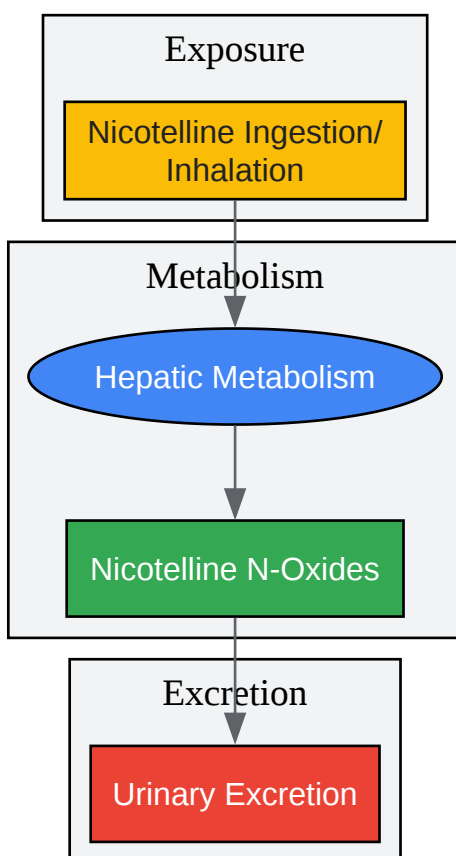 Exposure
Nicotelline Ingestion/
Inhalation
Metabolism
Hepatic Metabolism
Nicotelline N-Oxides
Excretion
Urinary Excretion